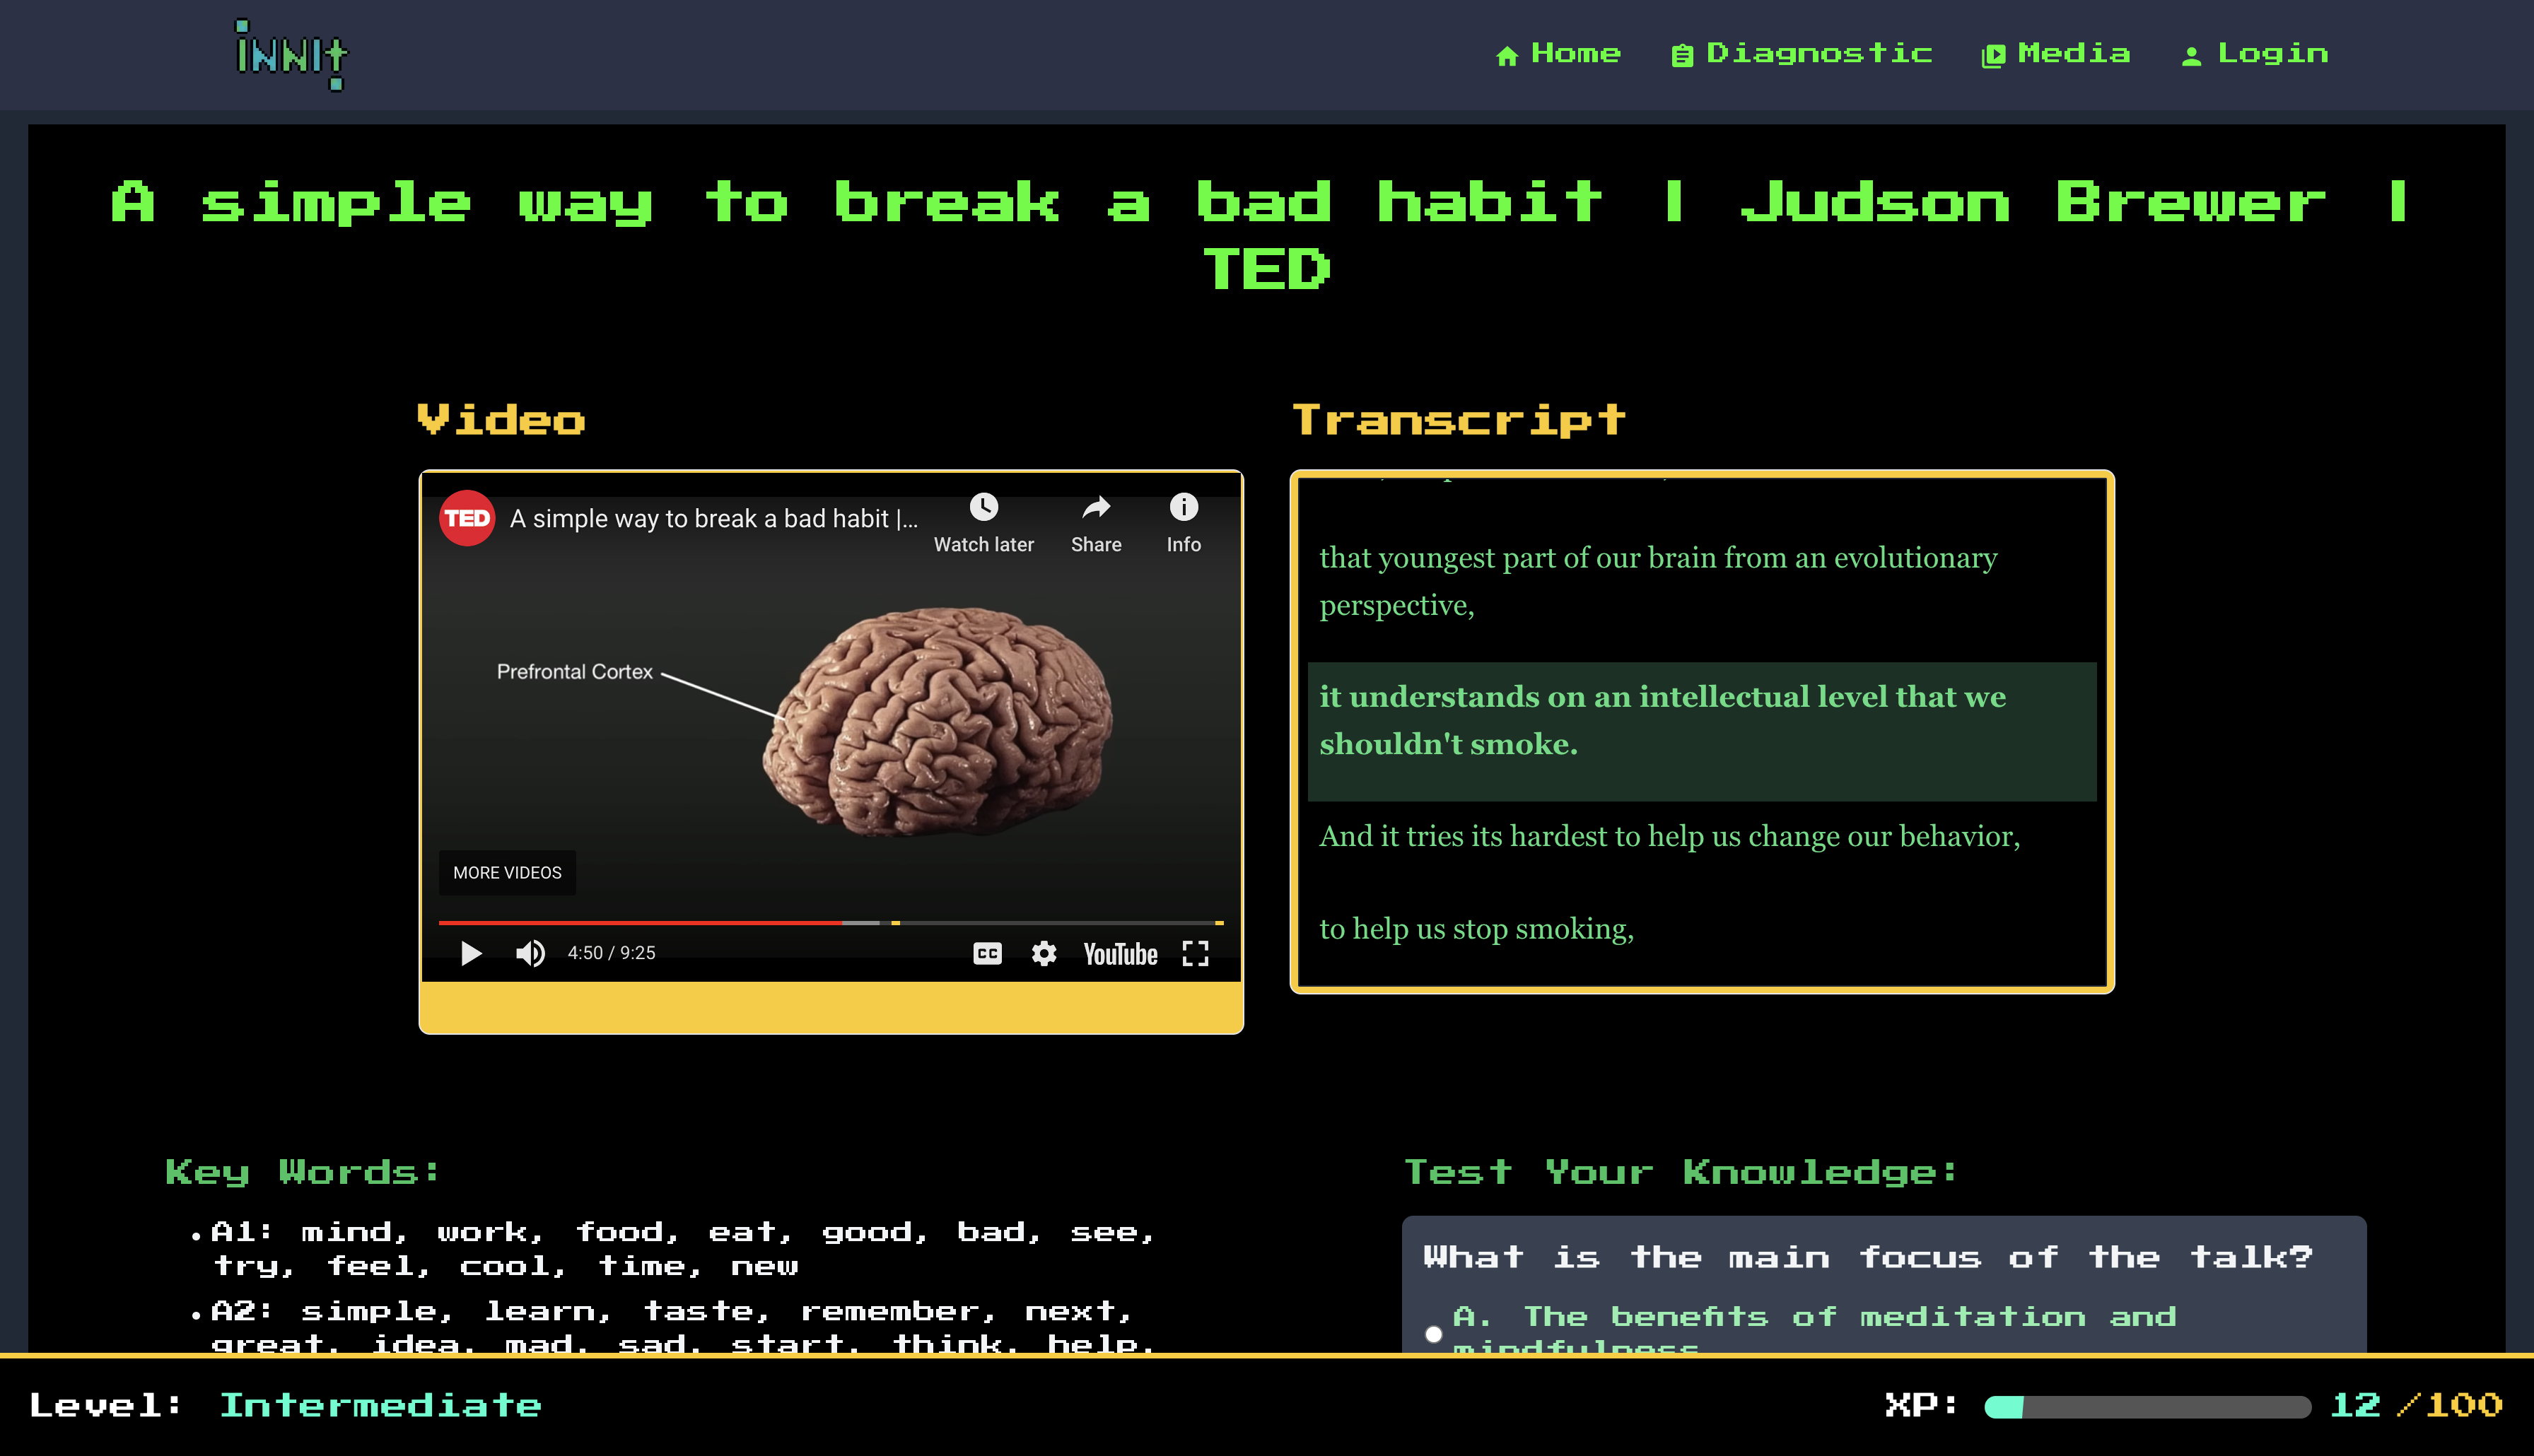 innit
Home
Diagnostic
Media
Login
A simple way to break a bad habit | Judson Brewer |
TED
Video
Transcript
TED
A simple way to break a bad habit |...
Watch later
Share
Info
Prefrontal Cortex
MORE VIDEOS
4:50 / 9:25
CC
YouTube
that youngest part of our brain from an evolutionary
perspective,
it understands on an intellectual level that we
shouldn't smoke.
And it tries its hardest to help us change our behavior,
to help us stop smoking,
Key Words:
• A1: mind, work, food, eat, good, bad, see,
try, feel, cool, time, new
• A2: simple, learn, taste, remember, next,
great, idea, mad, sad, start, think, help,
Test Your Knowledge:
What is the main focus of the talk?
A. The benefits of meditation and
mindfulness
Level: Intermediate
XP: 12 /100